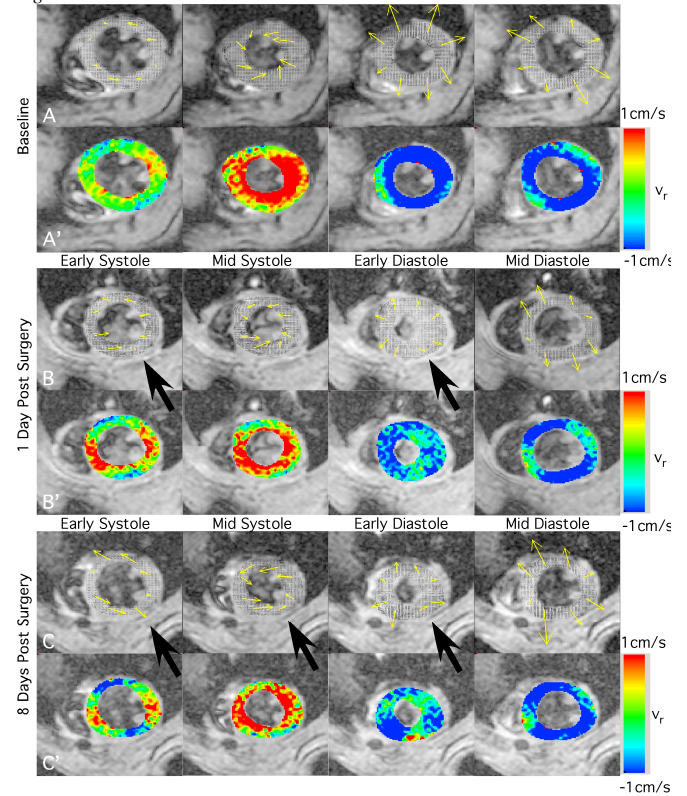 A
1cm/s
Baseline
v_r
A'
-1cm/s
Early Systole Mid Systole Early Diastole Mid Diastole
B
1cm/s
1 Day Post Surgery
v_r
B'
-1cm/s
Early Systole Mid Systole Early Diastole Mid Diastole
C
1cm/s
8 Days Post Surgery
v_r
C'
-1cm/s